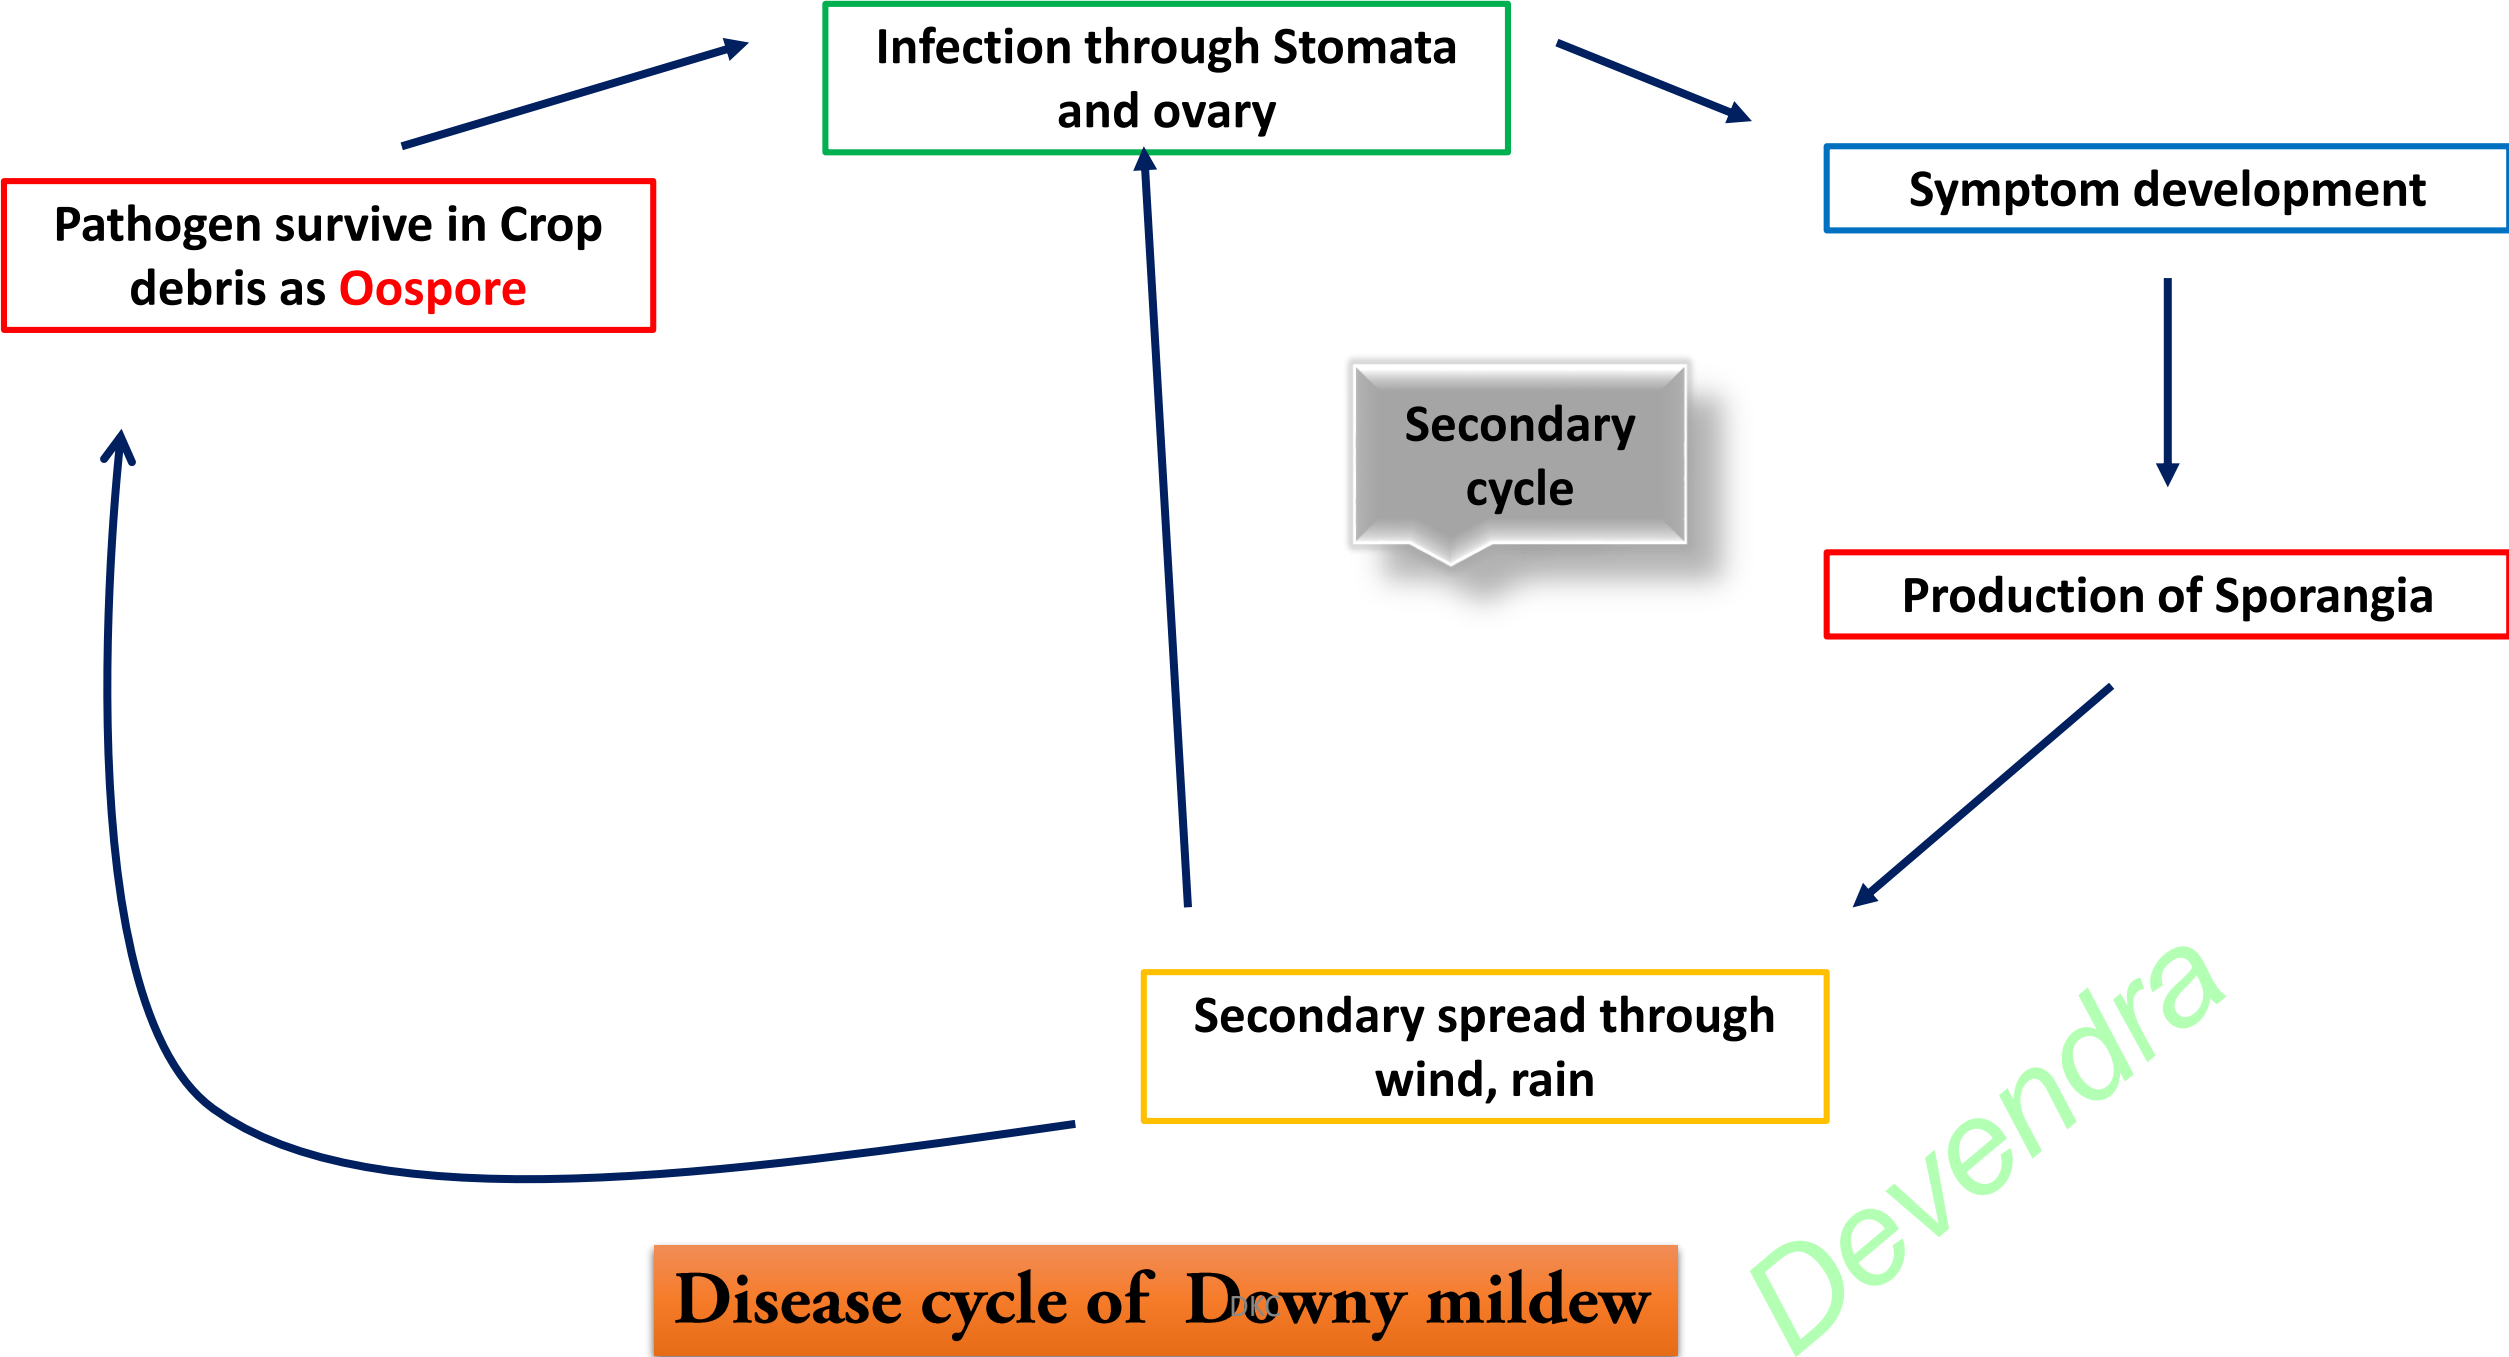 Infection through Stomata
and ovary
Pathogen survive in Crop
debris as Oospore
Symptom development
Secondary
cycle
Production of Sporangia
Secondary spread through
wind, rain
Devendra
Disease cycle of Downy mildew
DKC